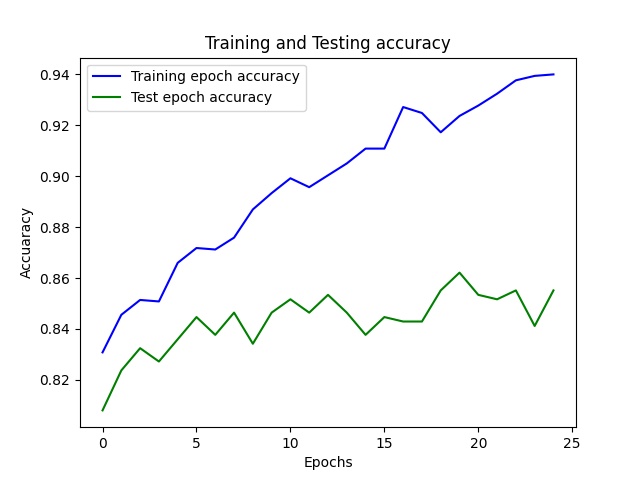 Training and Testing accuracy
Training epoch accuracy
Test epoch accuracy
0.94
0.92
0.90
0.88
0.86
0.84
0.82
Accuaracy
0 5 10 15 20 25
Epochs